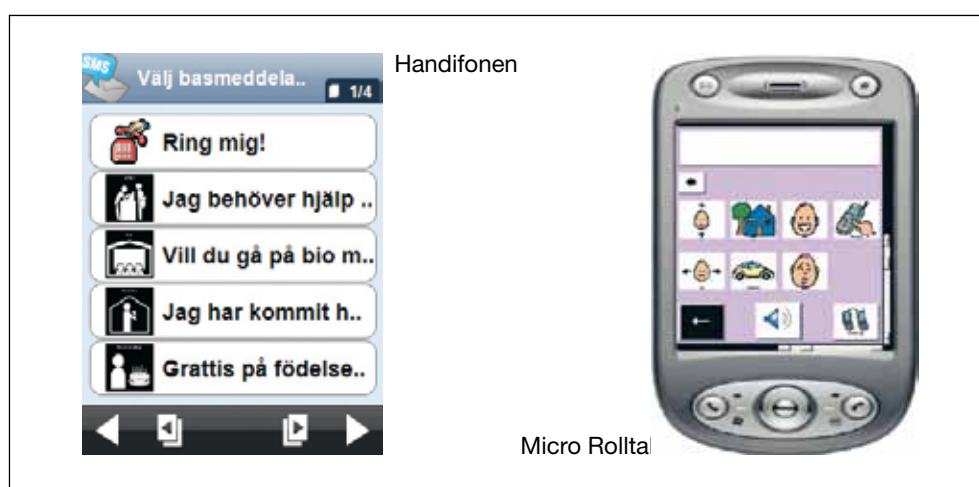 SMS
Välj basmeddela..
1/4
Ring mig!
Jag behöver hjälp ..
Vill du gå på bio m..
Jag har kommit h..
Grattis på födelse..
Handifonen
Micro Rollta